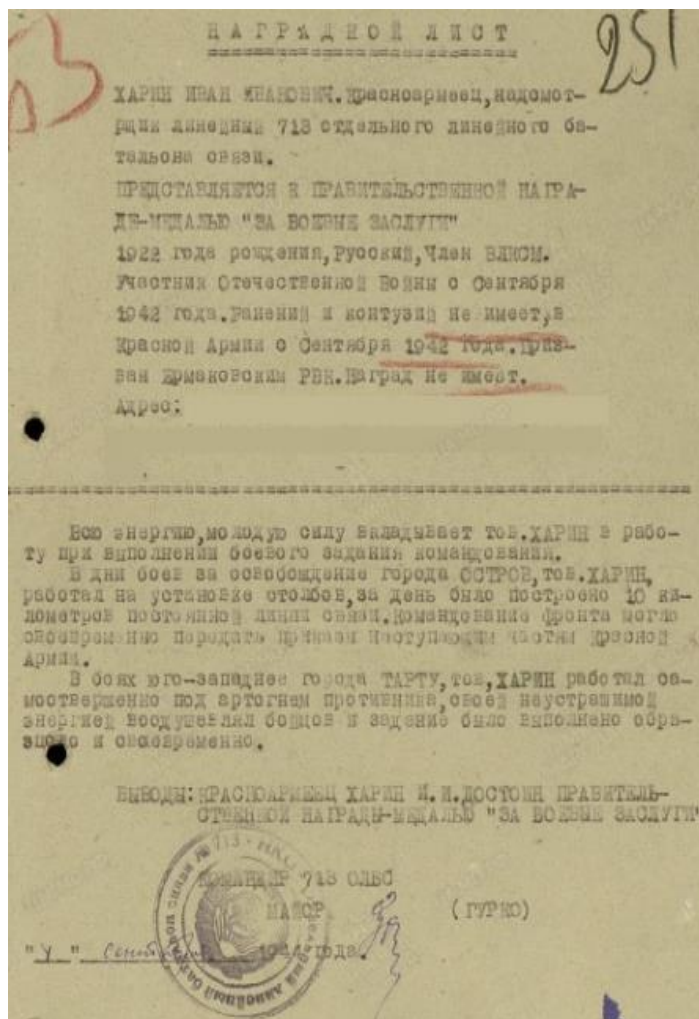 НАГРАДНОЙ ЛИСТ
251
ХАРИН ИВАН ИВАНОВИЧ.Красноармеец,надсмот-
рщик линейный 713 отдельного линейного ба-
тальона связи.
ПРЕДСТАВЛЯЕТСЯ К ПРАВИТЕЛЬСТВЕННОЙ НАГРА-
ДЕ-МЕДАЛЬЮ "ЗА БОЕВЫЕ ЗАСЛУГИ"
1922 года рождения,Русский,Член ВЛКСМ.
Участник Отечественной Войны с Сентября
1942 года.Ранений и контузий не имеет,в
Красной Армии с Сентября 1942 года.Приз-
ван Ермаковским РВК.Наград не имеет.
Адрес:
Всю энергию,молодую силу вкладывает тов.ХАРИН в рабо-
ту при выполнении боевого задания командования.
В дни боев за освобождение города ОСТРОВ,тов.ХАРИН,
работал на установке столбов,за день было построено 10 ки-
лометров постоянной линии связи.Командование фронта могло
своевременно передать приказы наступающим частям Красной
Армии.
В боях юго-западнее города ТАРТУ,тов,ХАРИН работал са-
моотверженно под артогнем противника,своей неустрашимой
энергией воодушевлял бойцов и задание было выполнено обра-
зцово и своевременно.
ВЫВОДЫ:КРАСНОАРМЕЕЦ ХАРИН И.И.ДОСТОИН ПРАВИТЕЛЬ-
СТВЕННОЙ НАГРАДЫ-МЕДАЛЬЮ "ЗА БОЕВЫЕ ЗАСЛУГИ"
КОМАНДИР 713 ОЛБС
МАЙОР
(ГУРКО)
"4" Сентября 1944 года.